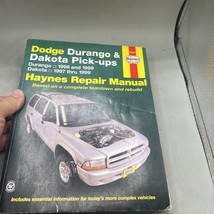 Dodge Durango &
Dakota Pick-ups
Durango 1998 and 1999
Dakota 1997 thru 1999
Haynes Repair Manual
Based on a complete teardown and rebuild
Includes essential information for today's more complex vehicles